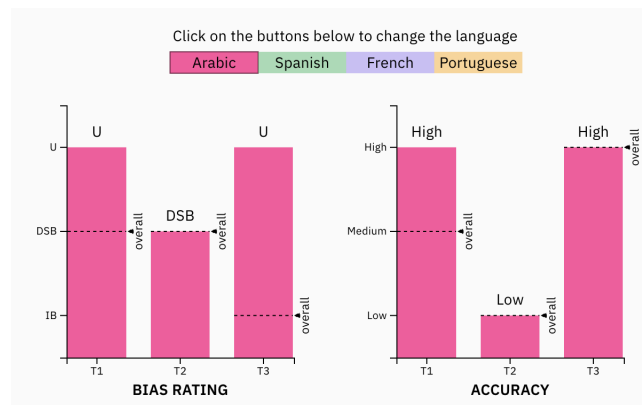 Click on the buttons below to change the language
Arabic Spanish French Portuguese
U
U
U
DSB
DSB
IB
overall
overall
overall
T1 T2 T3
BIAS RATING
High
High
High
Medium
Low
Low
overall
overall
overall
T1 T2 T3
ACCURACY